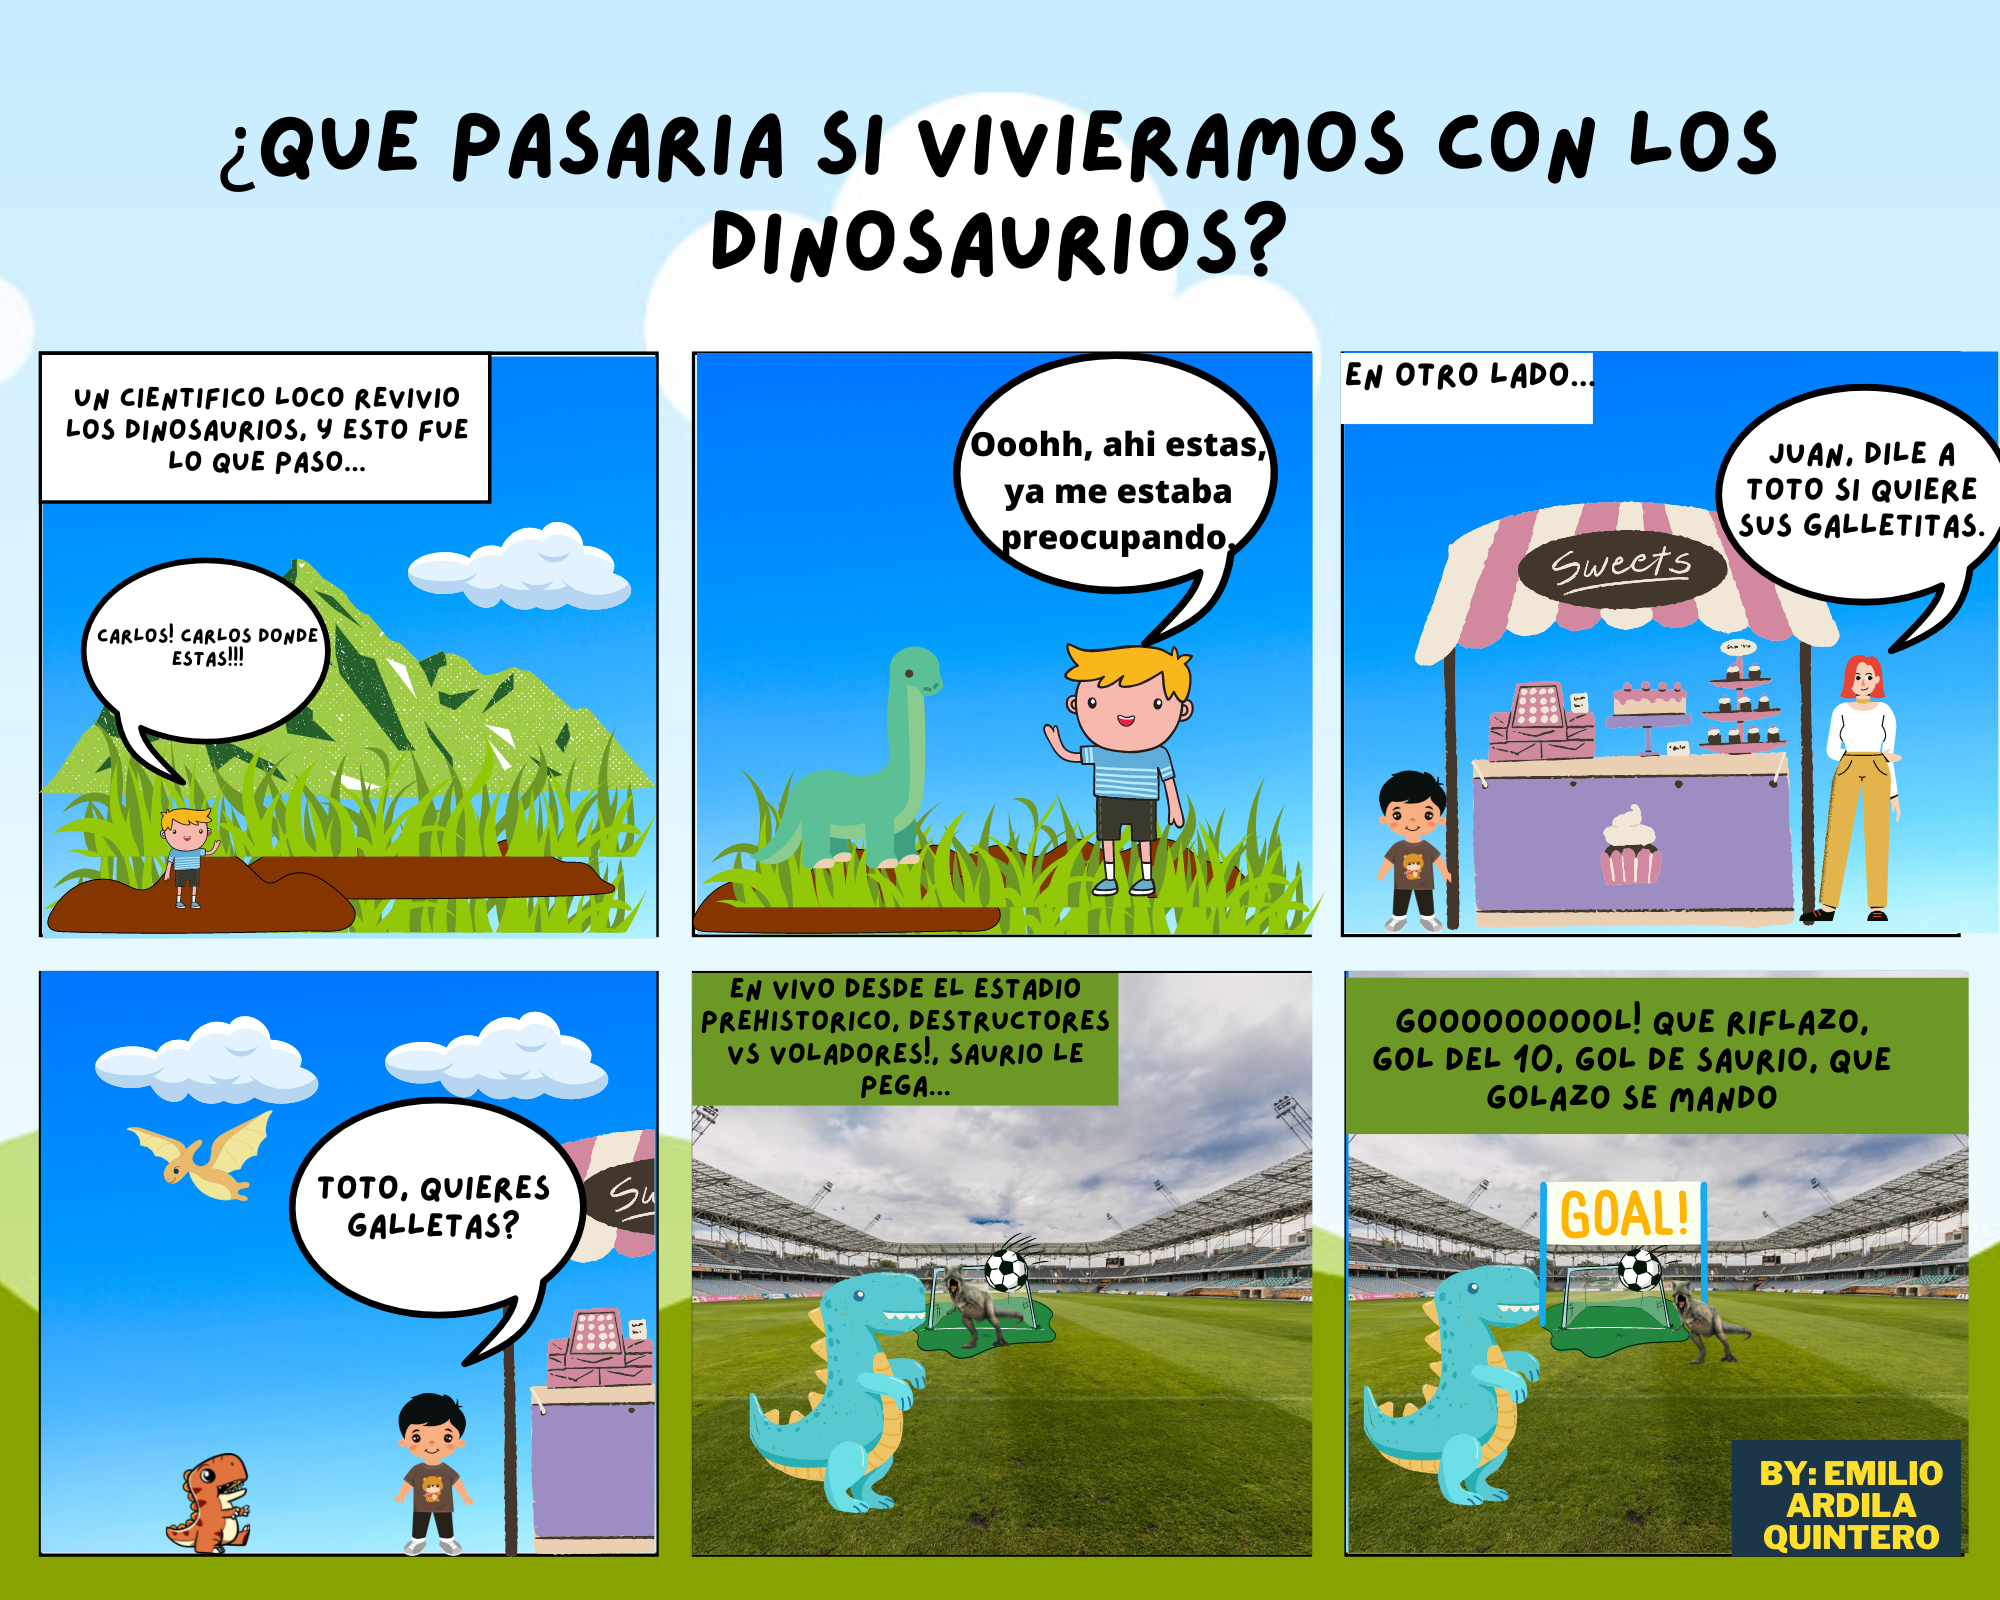 ¿QUE PASARIA SI VIVIERAMOS CON LOS
DINOSAURIOS?
UN CIENTIFICO LOCO REVIVIO
LOS DINOSAURIOS, Y ESTO FUE
LO QUE PASO...
CARLOS! CARLOS DONDE
ESTAS!!!
Ooohh, ahi estas,
ya me estaba
preocupando.
EN OTRO LADO...
JUAN, DILE A
TOTO SI QUIERE
SUS GALLETITAS.
Sweets
TOTO, QUIERES
GALLETAS?
Sw
EN VIVO DESDE EL ESTADIO
PREHISTORICO, DESTRUCTORES
VS VOLADORES!, SAURIO LE
PEGA...
GOOOOOOOOOL! QUE RIFLAZO,
GOL DEL 10, GOL DE SAURIO, QUE
GOLAZO SE MANDO
GOAL!
BY: EMILIO
ARDILA
QUINTERO